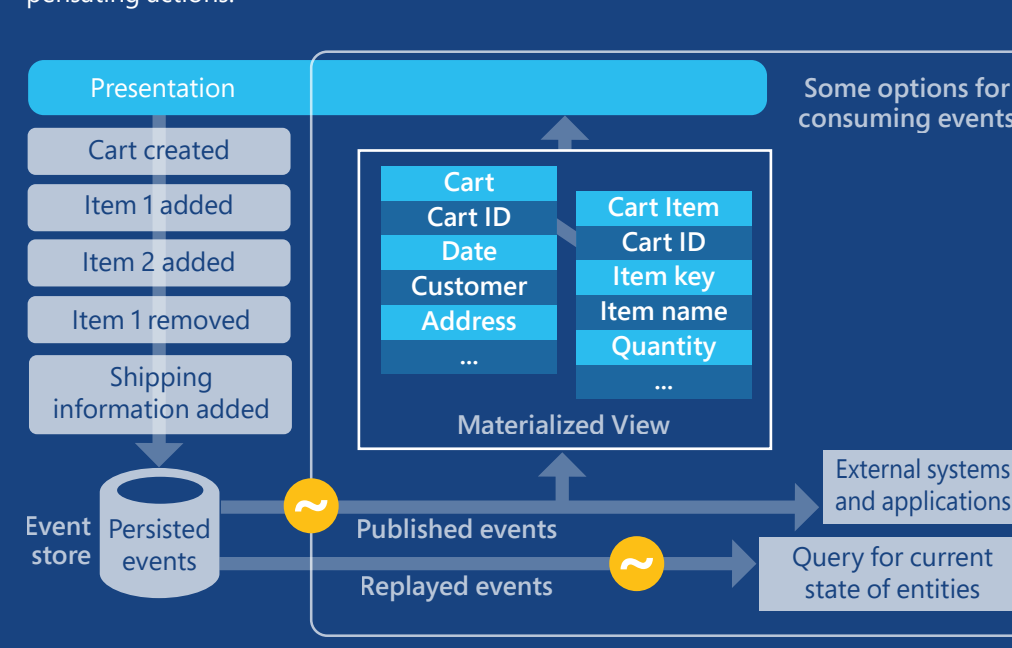 pensating actions.
Presentation
Some options for
consuming events
Cart created
Item 1 added
Item 2 added
Item 1 removed
Shipping
information added
Cart
Cart ID
Date
Customer
Address
...
Cart Item
Cart ID
Item key
Item name
Quantity
...
Materialized View
External systems
and applications
Event
store
Persisted
events
Published events
Replayed events
Query for current
state of entities